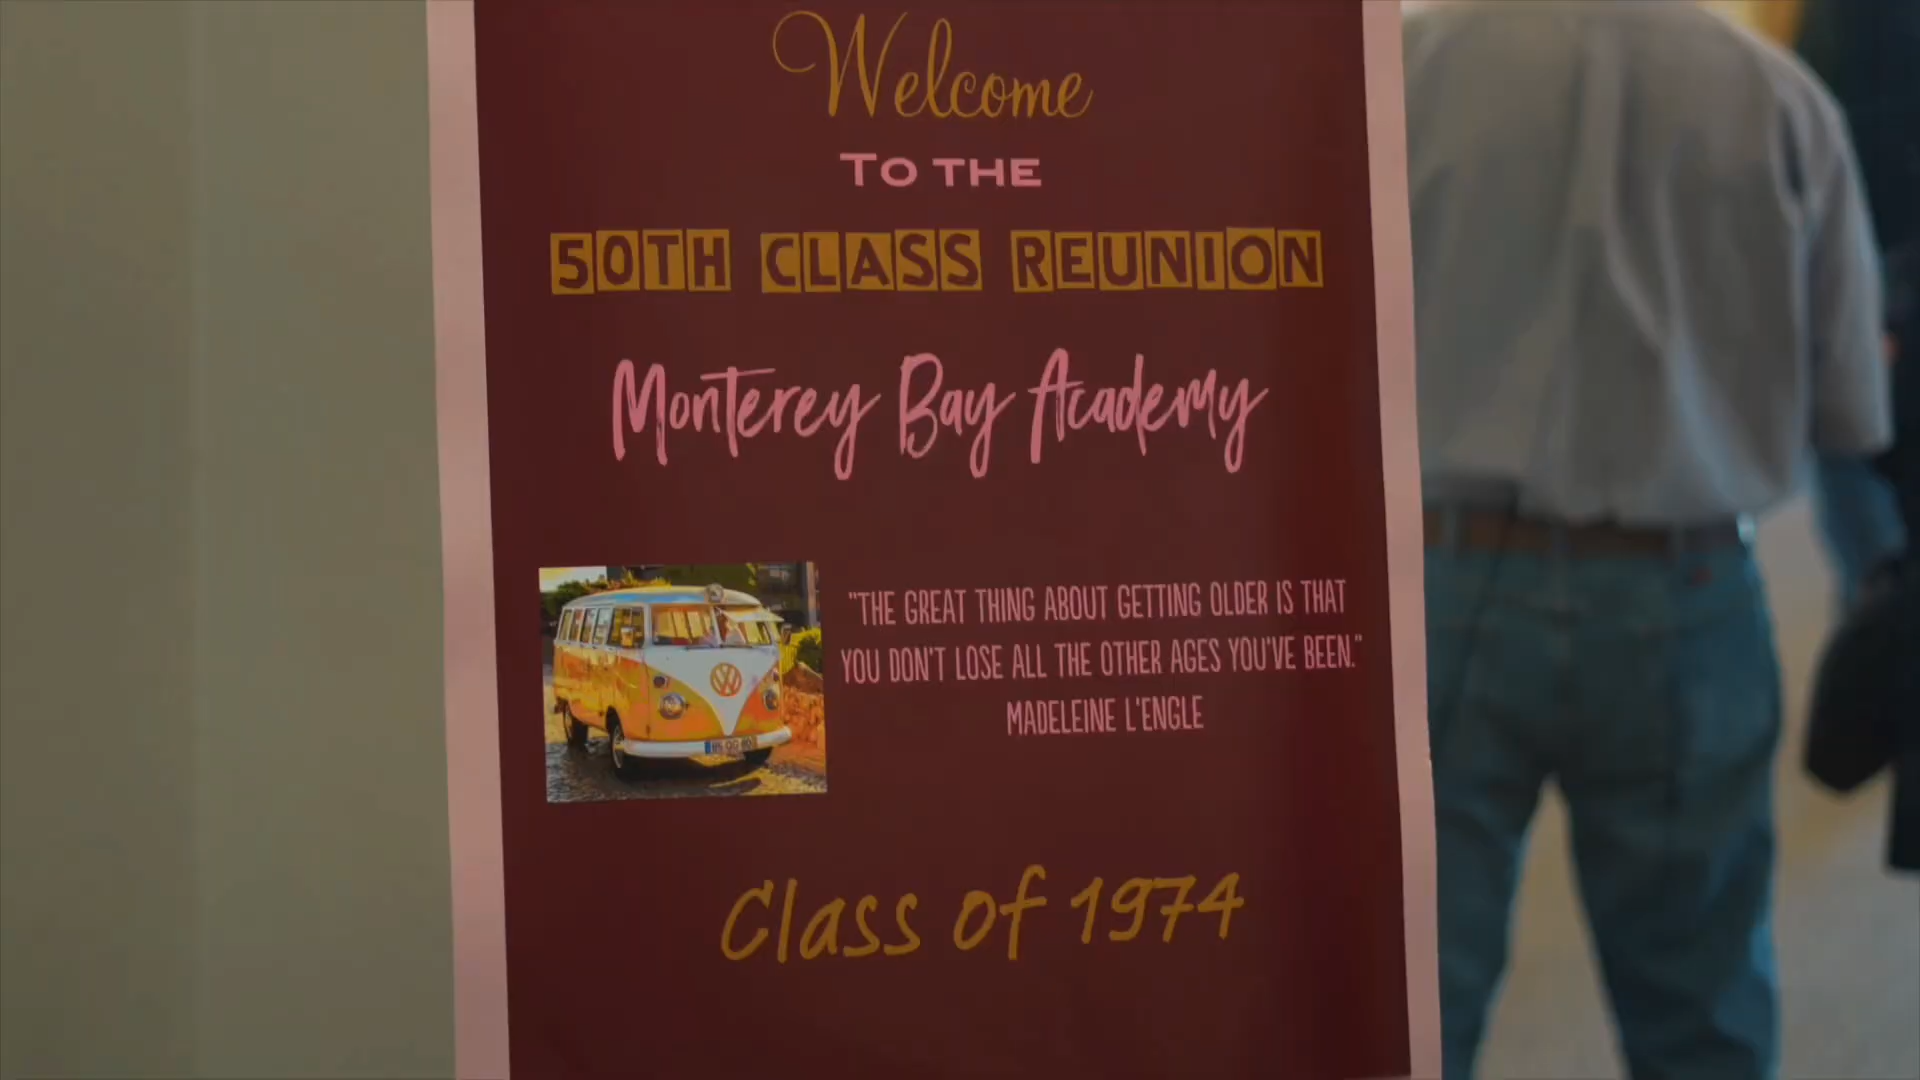 Welcome
TO THE
50TH CLASS REUNION
Monterey Bay Academy
"THE GREAT THING ABOUT GETTING OLDER IS THAT
YOU DON'T LOSE ALL THE OTHER AGES YOU'VE BEEN."
MADELEINE L'ENGLE
Class of 1974